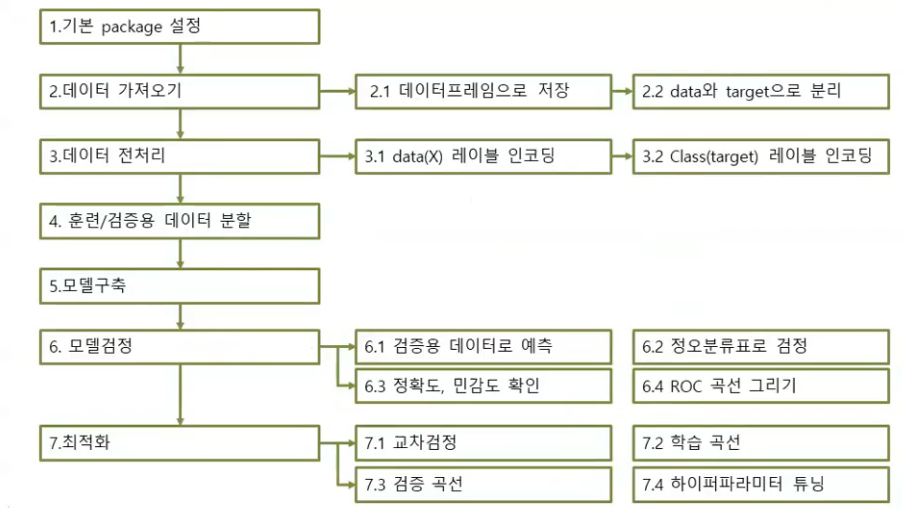 1.기본 package 설정
2.데이터 가져오기
2.1 데이터프레임으로 저장
2.2 data와 target으로 분리
3.데이터 전처리
3.1 data(X) 레이블 인코딩
3.2 Class(target) 레이블 인코딩
4. 훈련/검증용 데이터 분할
5.모델구축
6. 모델검정
6.1 검증용 데이터로 예측
6.2 정오분류표로 검정
6.3 정확도, 민감도 확인
6.4 ROC 곡선 그리기
7.최적화
7.1 교차검정
7.2 학습 곡선
7.3 검증 곡선
7.4 하이퍼파라미터 튜닝